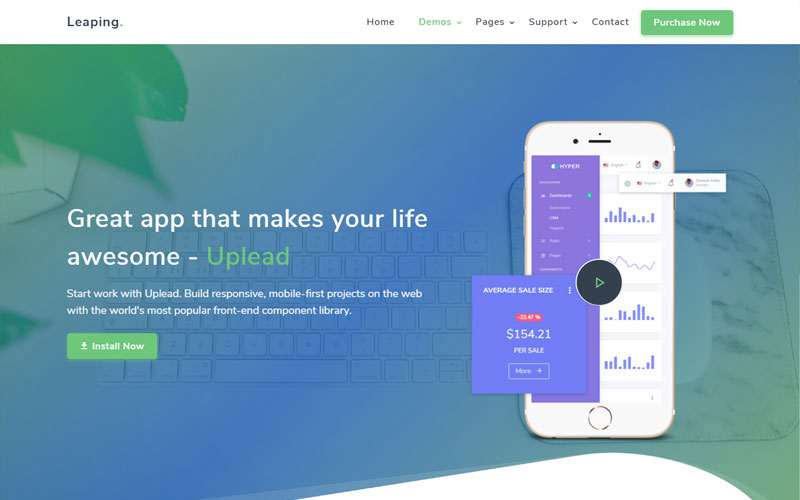 Leaping.
Home
Demos
Pages
Support
Contact
Purchase Now
Great app that makes your life
awesome - Uplead
Start work with Uplead. Build responsive, mobile-first projects on the web
with the world's most popular front-end component library.
Install Now
HYPER
English
NAVIGATION
English
Dashboards
Ecommerce
CRM
Projects
Apps
Pages
COMPONENTS
AVERAGE SALE SIZE
-23.47 %
$154.21
PER SALE
More